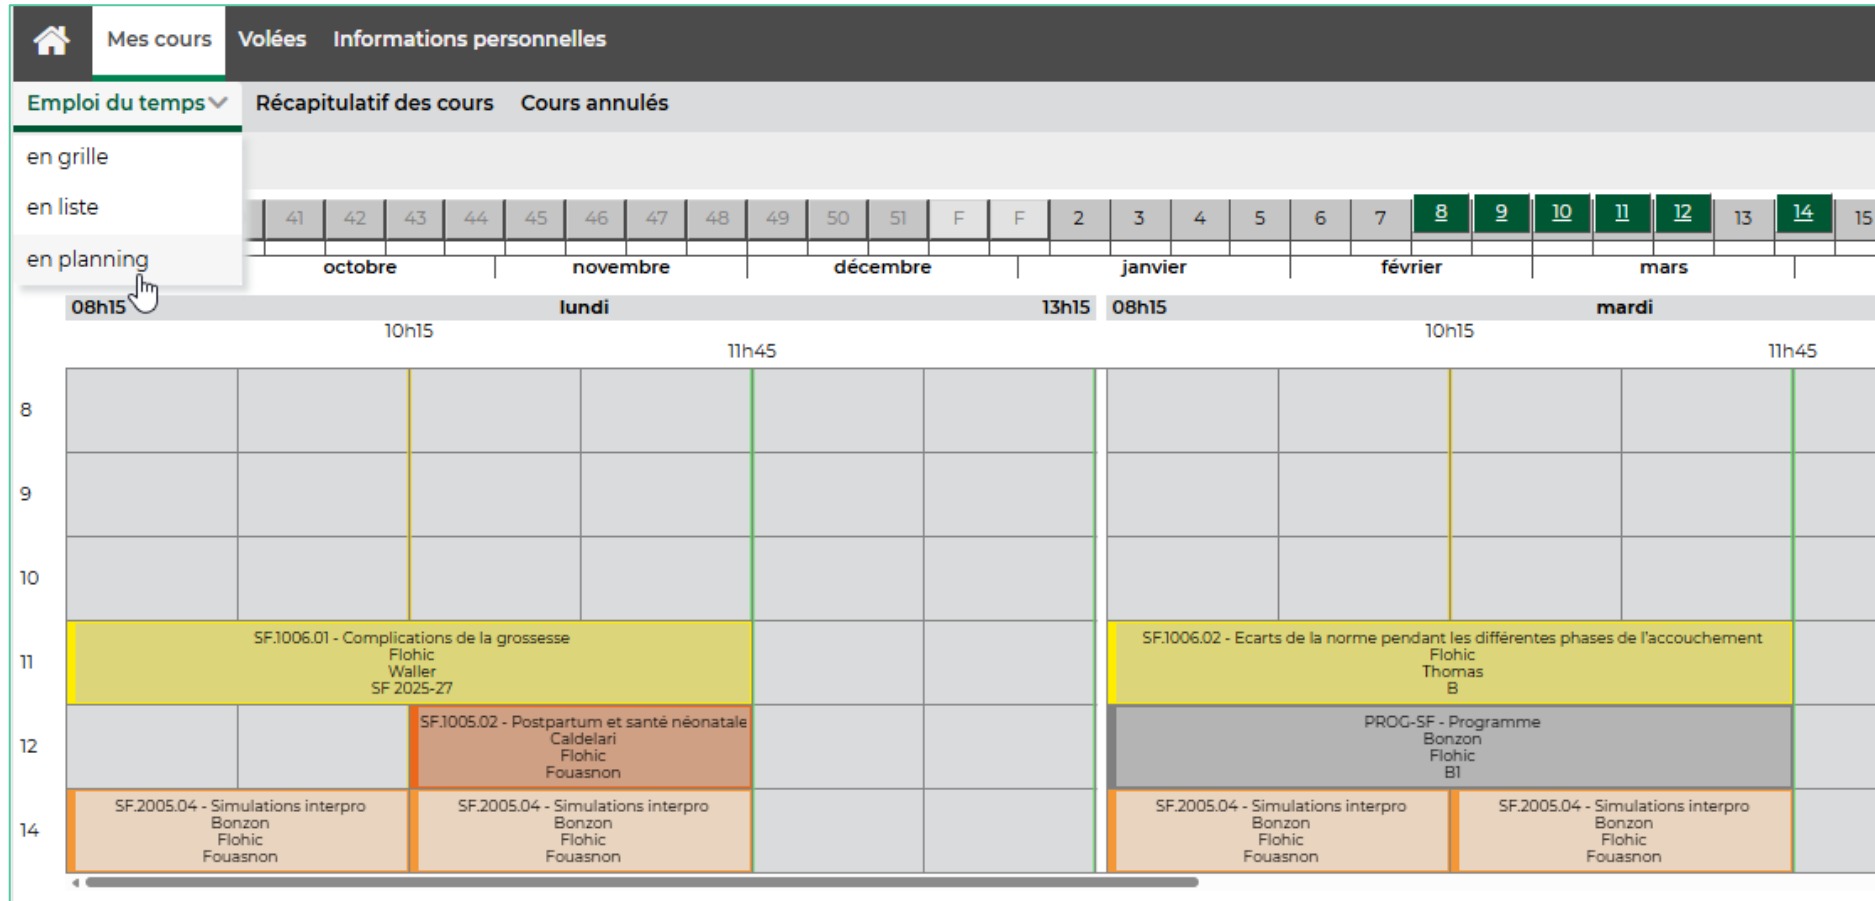 Mes cours Volées Informations personnelles
Emploi du temps Récapitulatif des cours Cours annulés
en grille
en liste
en planning
41 42 43 44 45 46 47 48 49 50 51 F F 2 3 4 5 6 7 8 9 10 11 12 13 14 15
octobre novembre décembre janvier février mars
08h15 lundi 13h15 08h15 mardi
10h15 10h15
11h45 11h45
8
9
10
11
SF.1006.01 - Complications de la grossesse
Flohic
Waller
SF 2025-27
SF.1006.02 - Ecarts de la norme pendant les différentes phases de l'accouchement
Flohic
Thomas
B
12
SF.1005.02 - Postpartum et santé néonatale
Caldelari
Flohic
Fouasnon
PROG-SF - Programme
Bonzon
Flohic
B1
14
SF.2005.04 - Simulations interpro
Bonzon
Flohic
Fouasnon
SF.2005.04 - Simulations interpro
Bonzon
Flohic
Fouasnon
SF.2005.04 - Simulations interpro
Bonzon
Flohic
Fouasnon
SF.2005.04 - Simulations interpro
Bonzon
Flohic
Fouasnon